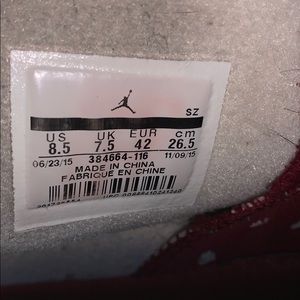 SZ
US UK EUR cm
8.5 7.5 42 26.5
06/23/15 384664-116 11/09/15
MADE IN CHINA
FABRIQUE EN CHINE